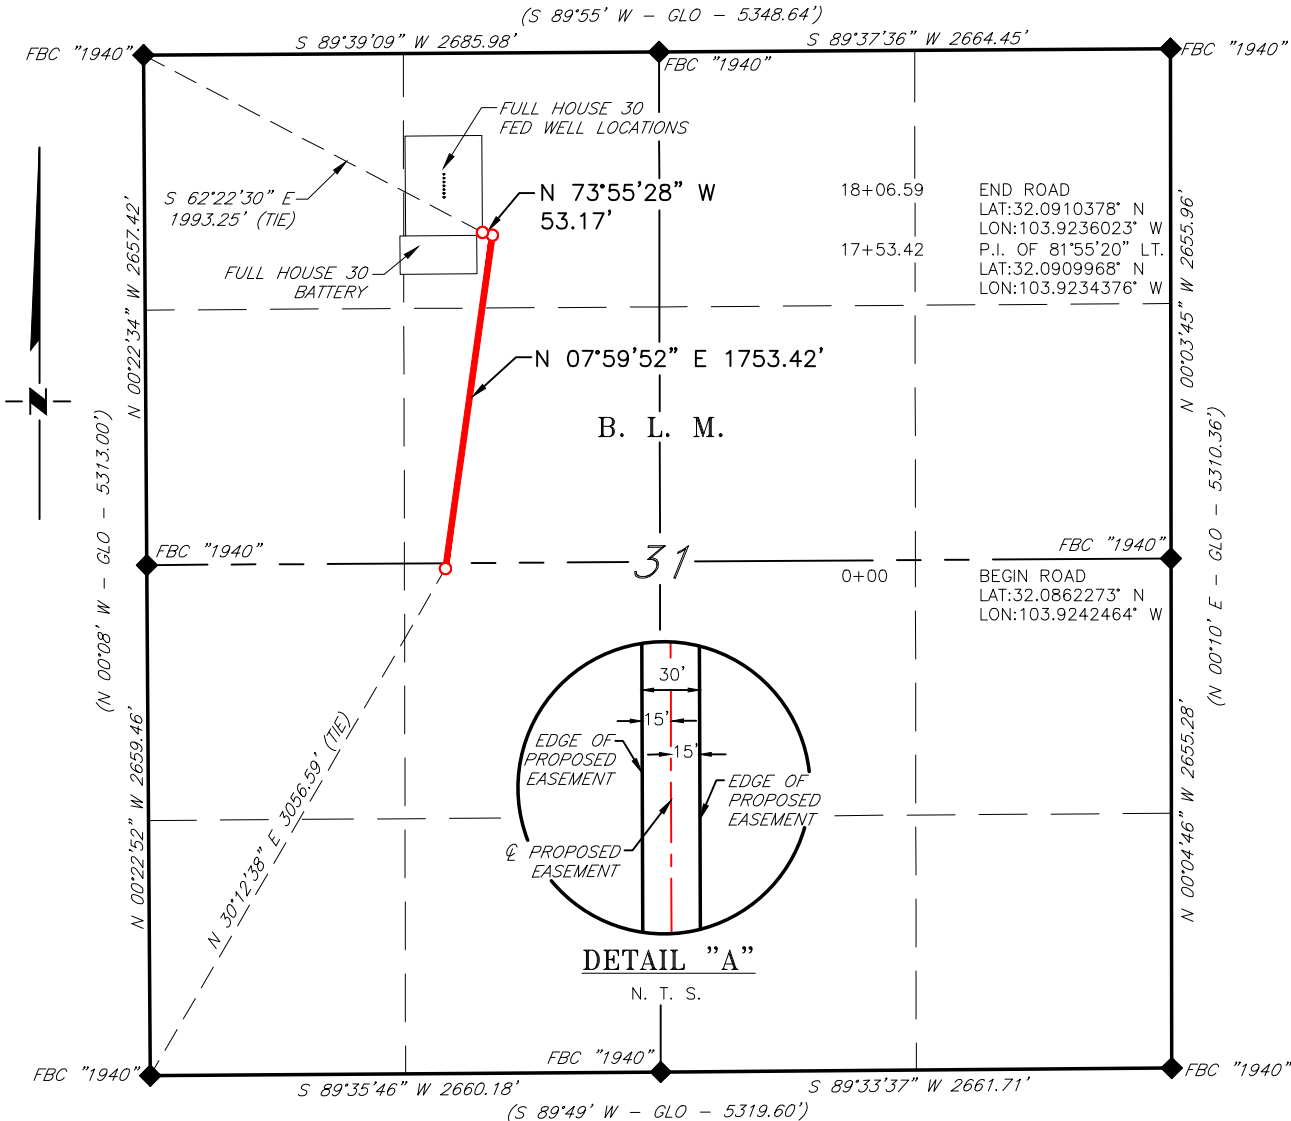 (S 89°55' W - GLO - 5348.64')
S 89°39'09" W 2685.98'
S 89°37'36" W 2664.45'
FBC "1940"
FBC "1940"
FBC "1940"
FULL HOUSE 30
FED WELL LOCATIONS
S 62°22'30" E
1993.25' (TIE)
N 73°55'28" W
53.17'
18+06.59 END ROAD
LAT:32.0910378° N
LON:103.9236023° W
17+53.42 P.I. OF 81°55'20" LT.
LAT:32.0909968° N
LON:103.9234376° W
FULL HOUSE 30
BATTERY
N 00°22'34" W 2657.42'
N 00°03'45" W 2655.96'
N 07°59'52" E 1753.42'
N
B. L. M.
(N 00°08' W - GLO - 5313.00')
(N 00°10' E - GLO - 5310.36')
FBC "1940"
31
FBC "1940"
0+00 BEGIN ROAD
LAT:32.0862273° N
LON:103.9242464° W
30'
15'
15'
EDGE OF
PROPOSED
EASEMENT
EDGE OF
PROPOSED
EASEMENT
℄ PROPOSED
EASEMENT
N 00°22'52" W 2659.46'
N 30°12'38" E 3056.59' (TIE)
N 00°04'46" W 2655.28'
DETAIL "A"
N. T. S.
FBC "1940"
FBC "1940"
FBC "1940"
S 89°35'46" W 2660.18'
S 89°33'37" W 2661.71'
(S 89°49' W - GLO - 5319.60')